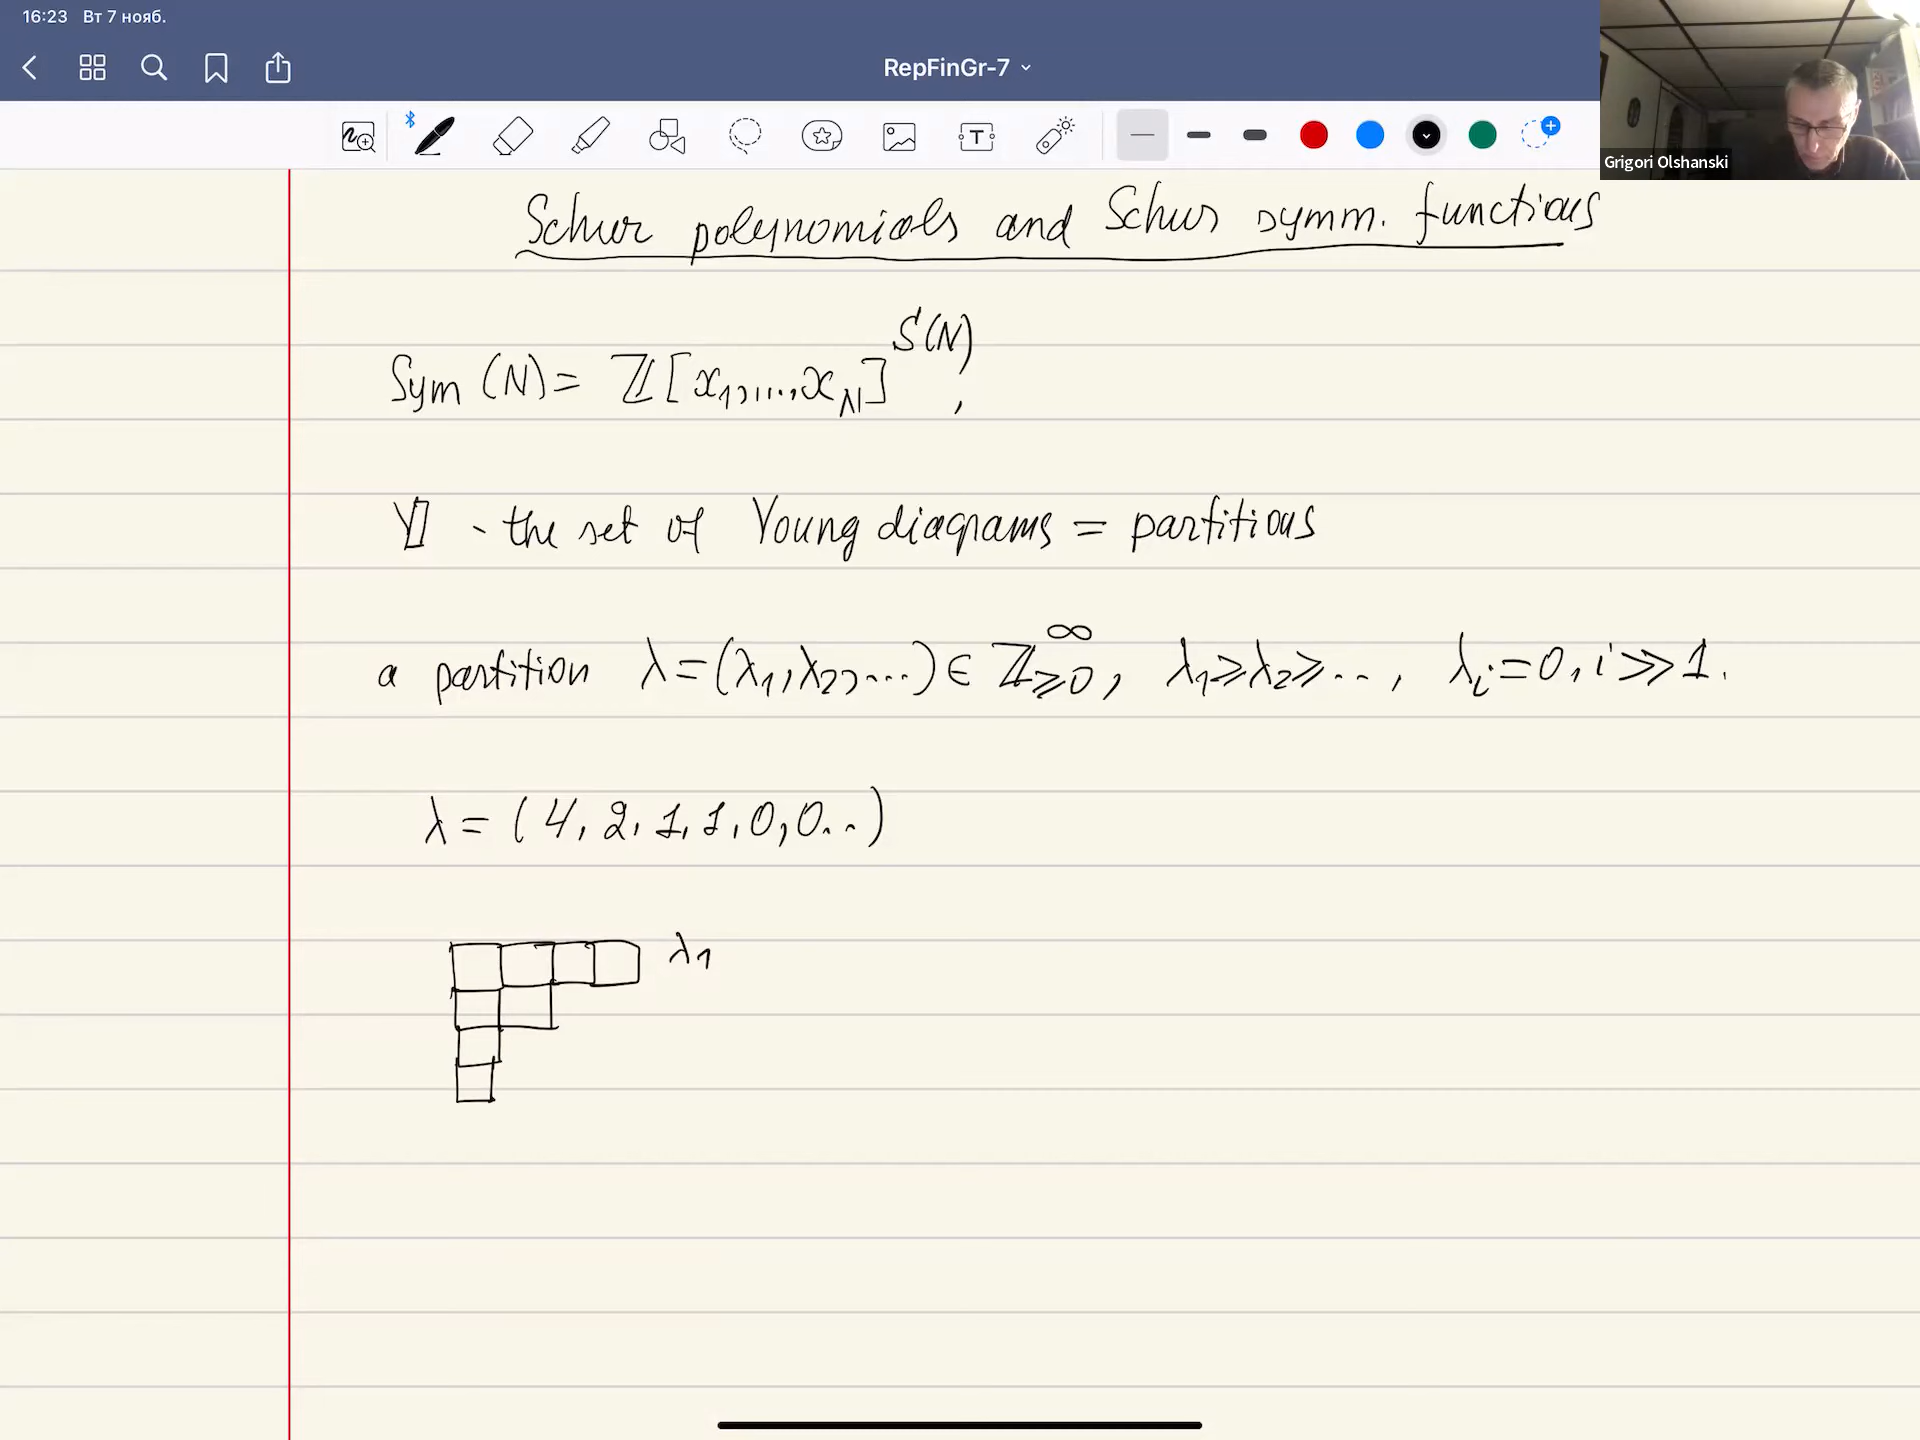 16:23 Вт 7 нояб.
RepFinGr-7
T
Grigori Olshanski
Schur polynomials and Schur symm. functions
Sym (N) = ℤ[x₁,...,x_N]^S(N),
𝕐 - the set of Young diagrams = partitions
a partition λ=(λ₁,λ₂,...) ∈ ℤ^∞_≥0, λ₁≥λ₂≥..., λᵢ=0, i≫1.
λ = (4, 2, 1, 1, 0, 0..)
λ₁